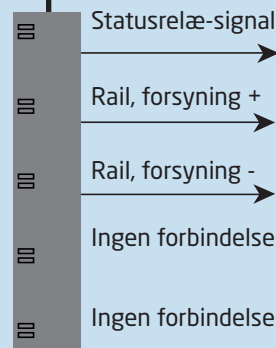 Statusrelæ-signal
Rail, forsyning +
Rail, forsyning -
Ingen forbindelse
Ingen forbindelse